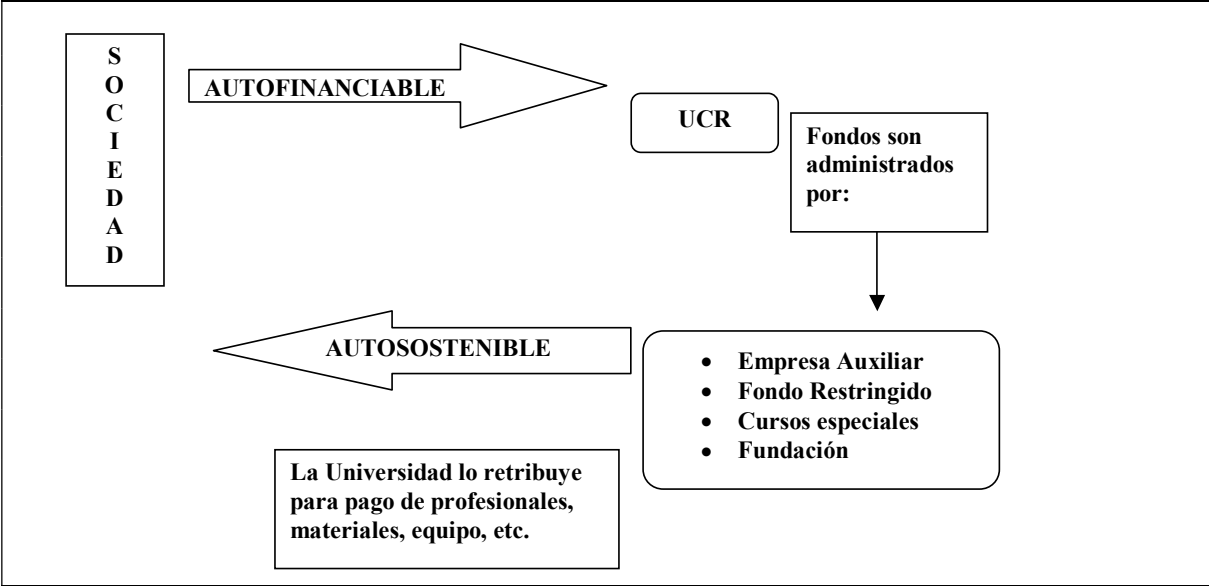 S
O
C
I
E
D
A
D
AUTOFINANCIABLE
UCR
Fondos son
administrados
por:
AUTOSOSTENIBLE
• Empresa Auxiliar
• Fondo Restringido
• Cursos especiales
• Fundación
La Universidad lo retribuye
para pago de profesionales,
materiales, equipo, etc.